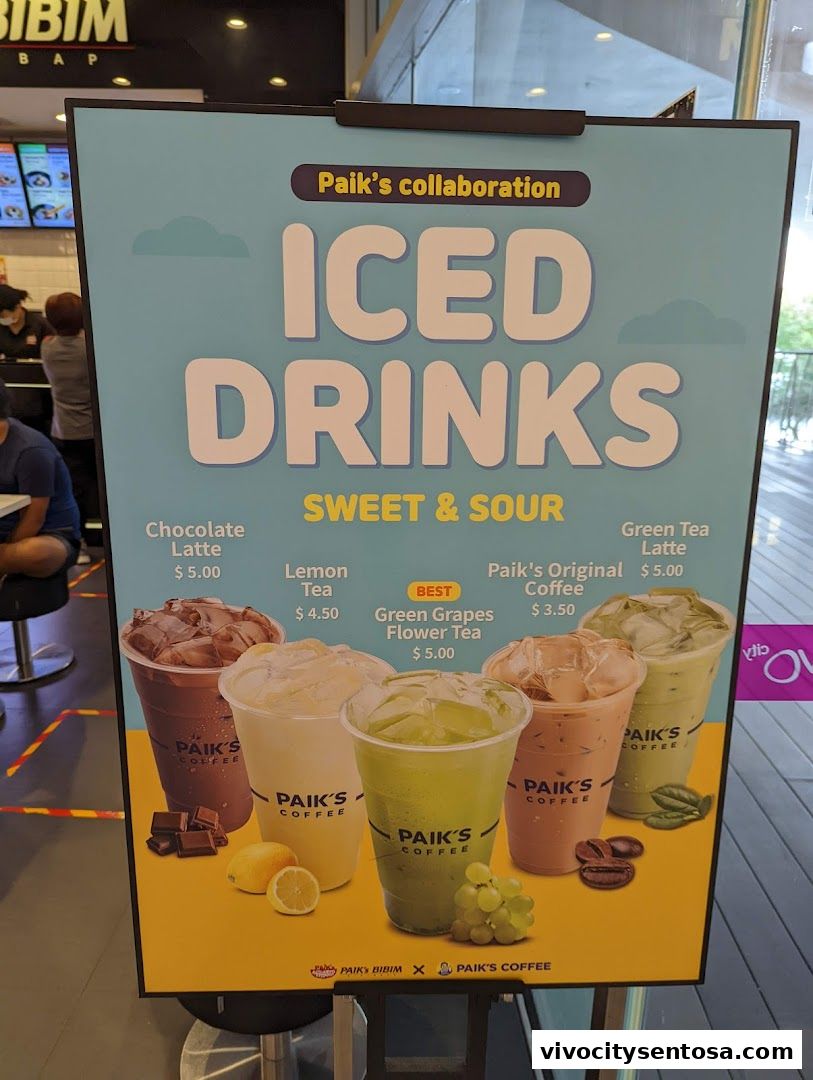 BIBIM
BAP
Paik's collaboration
ICED
DRINKS
SWEET & SOUR
Chocolate
Latte
$ 5.00
Lemon
Tea
$ 4.50
BEST
Green Grapes
Flower Tea
$ 5.00
Paik's Original
Coffee
$ 3.50
Green Tea
Latte
$ 5.00
PAIK'S
COFFEE
PAIK'S
COFFEE
PAIK'S
COFFEE
PAIK'S
COFFEE
PAIK'S
COFFEE
PAIK's BIBIM X PAIK'S COFFEE
city
vivocitysentosa.com